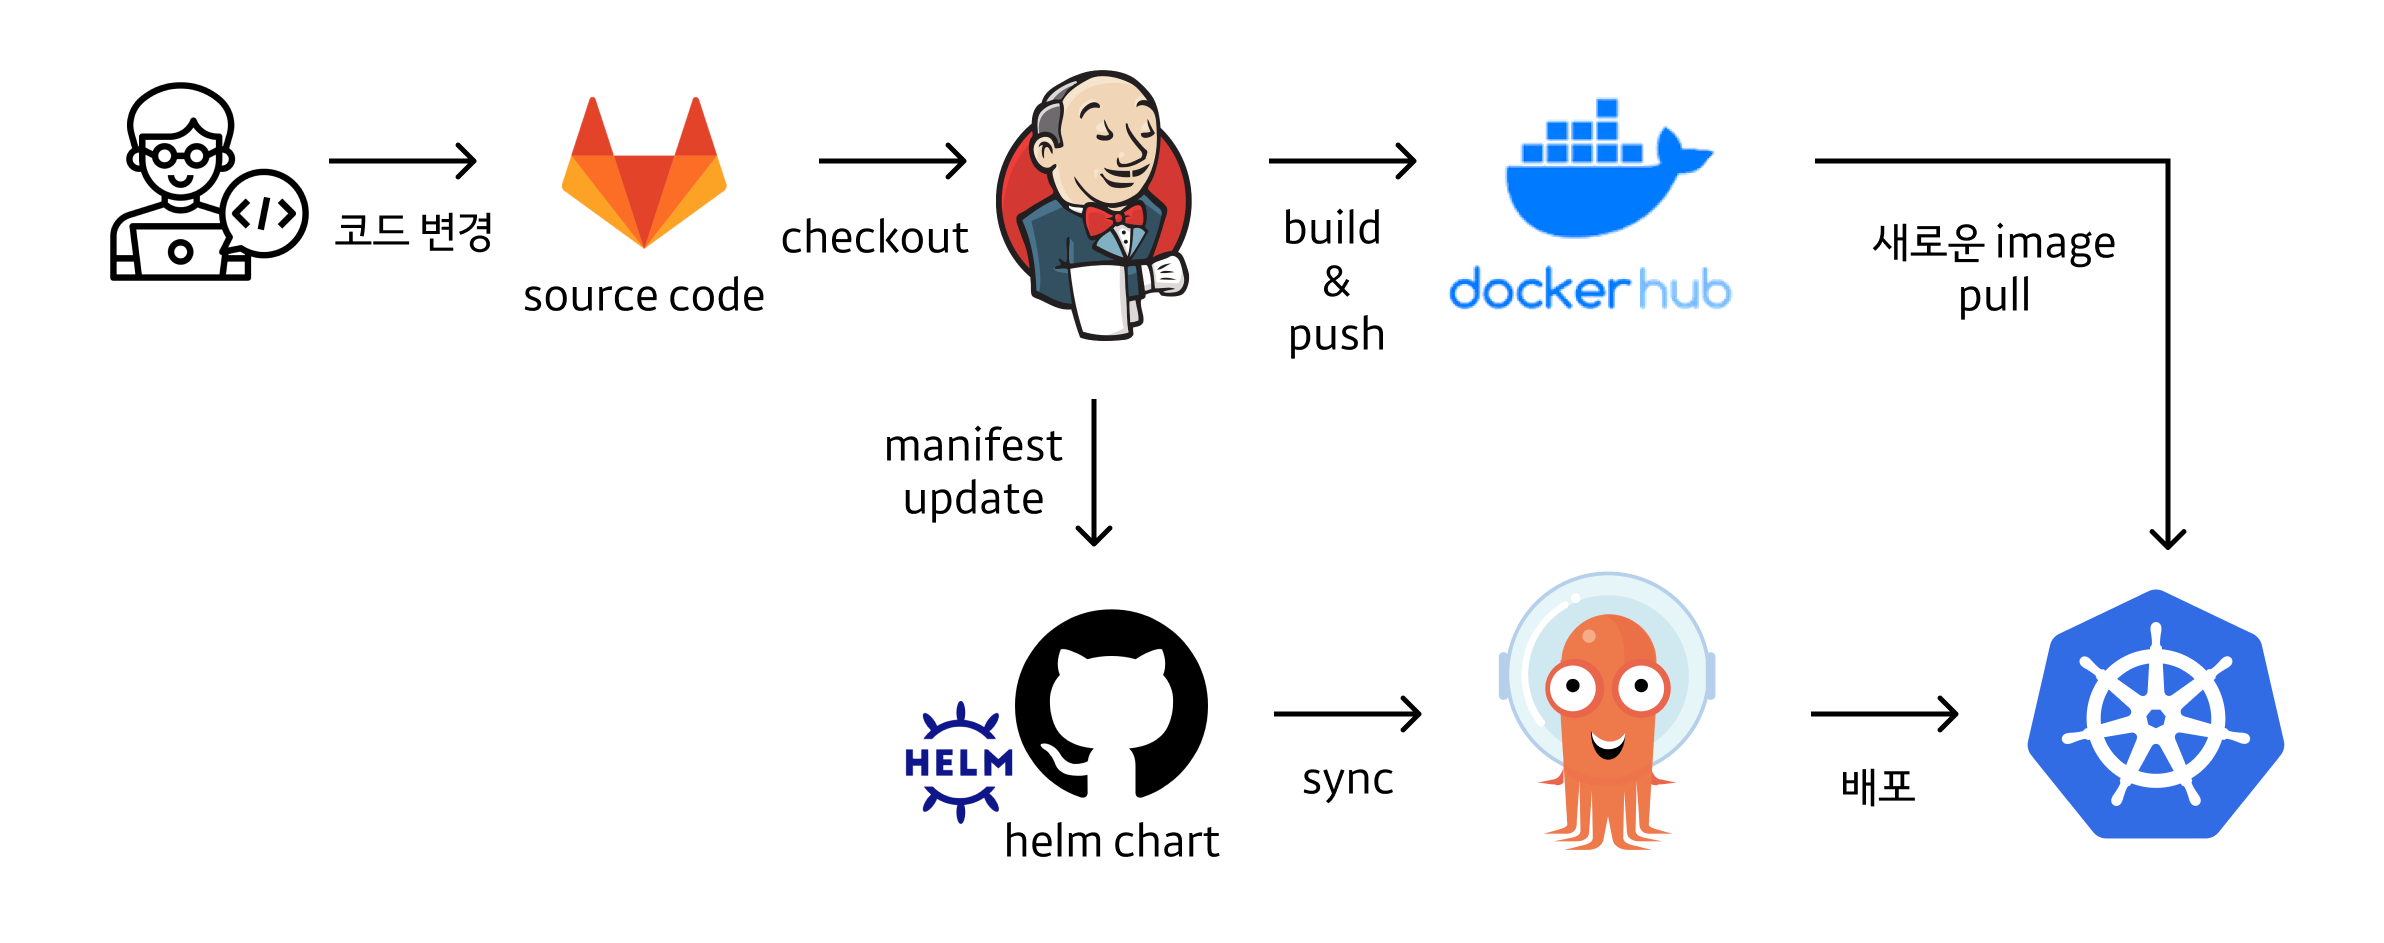 코드 변경
source code
checkout
build
&
push
docker hub
새로운 image
pull
manifest
update
HELM
helm chart
sync
배포